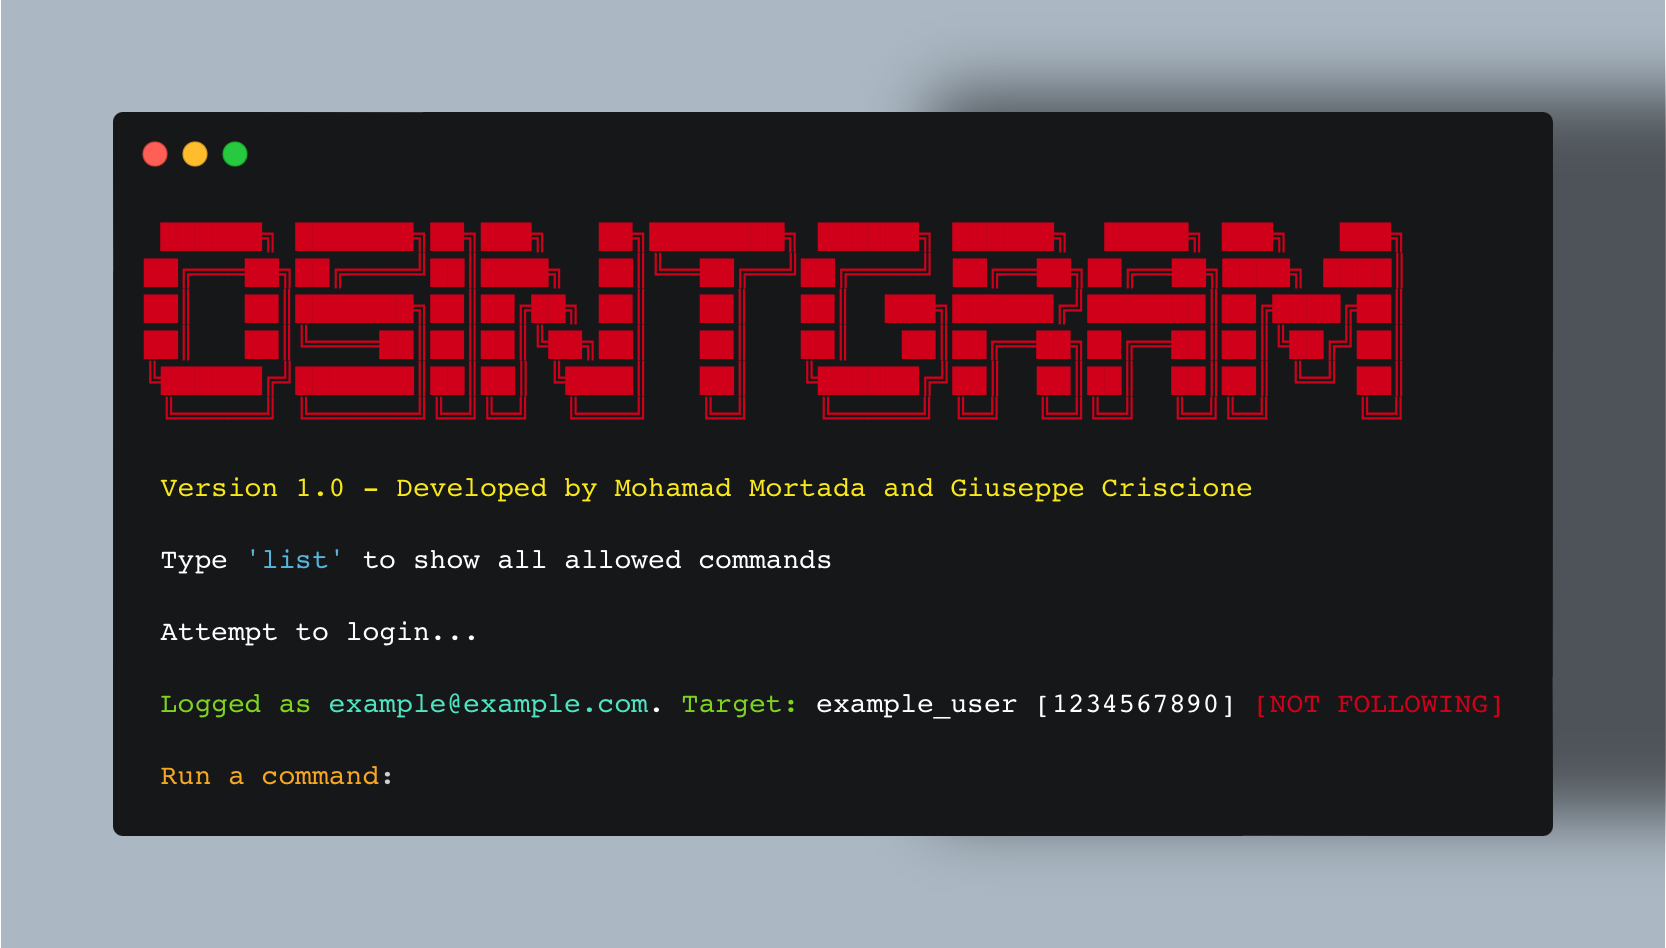 OSINTGRAM
Version 1.0 - Developed by Mohamad Mortada and Giuseppe Criscione
Type 'list' to show all allowed commands
Attempt to login...
Logged as example@example.com. Target: example_user [1234567890] [NOT FOLLOWING]
Run a command: